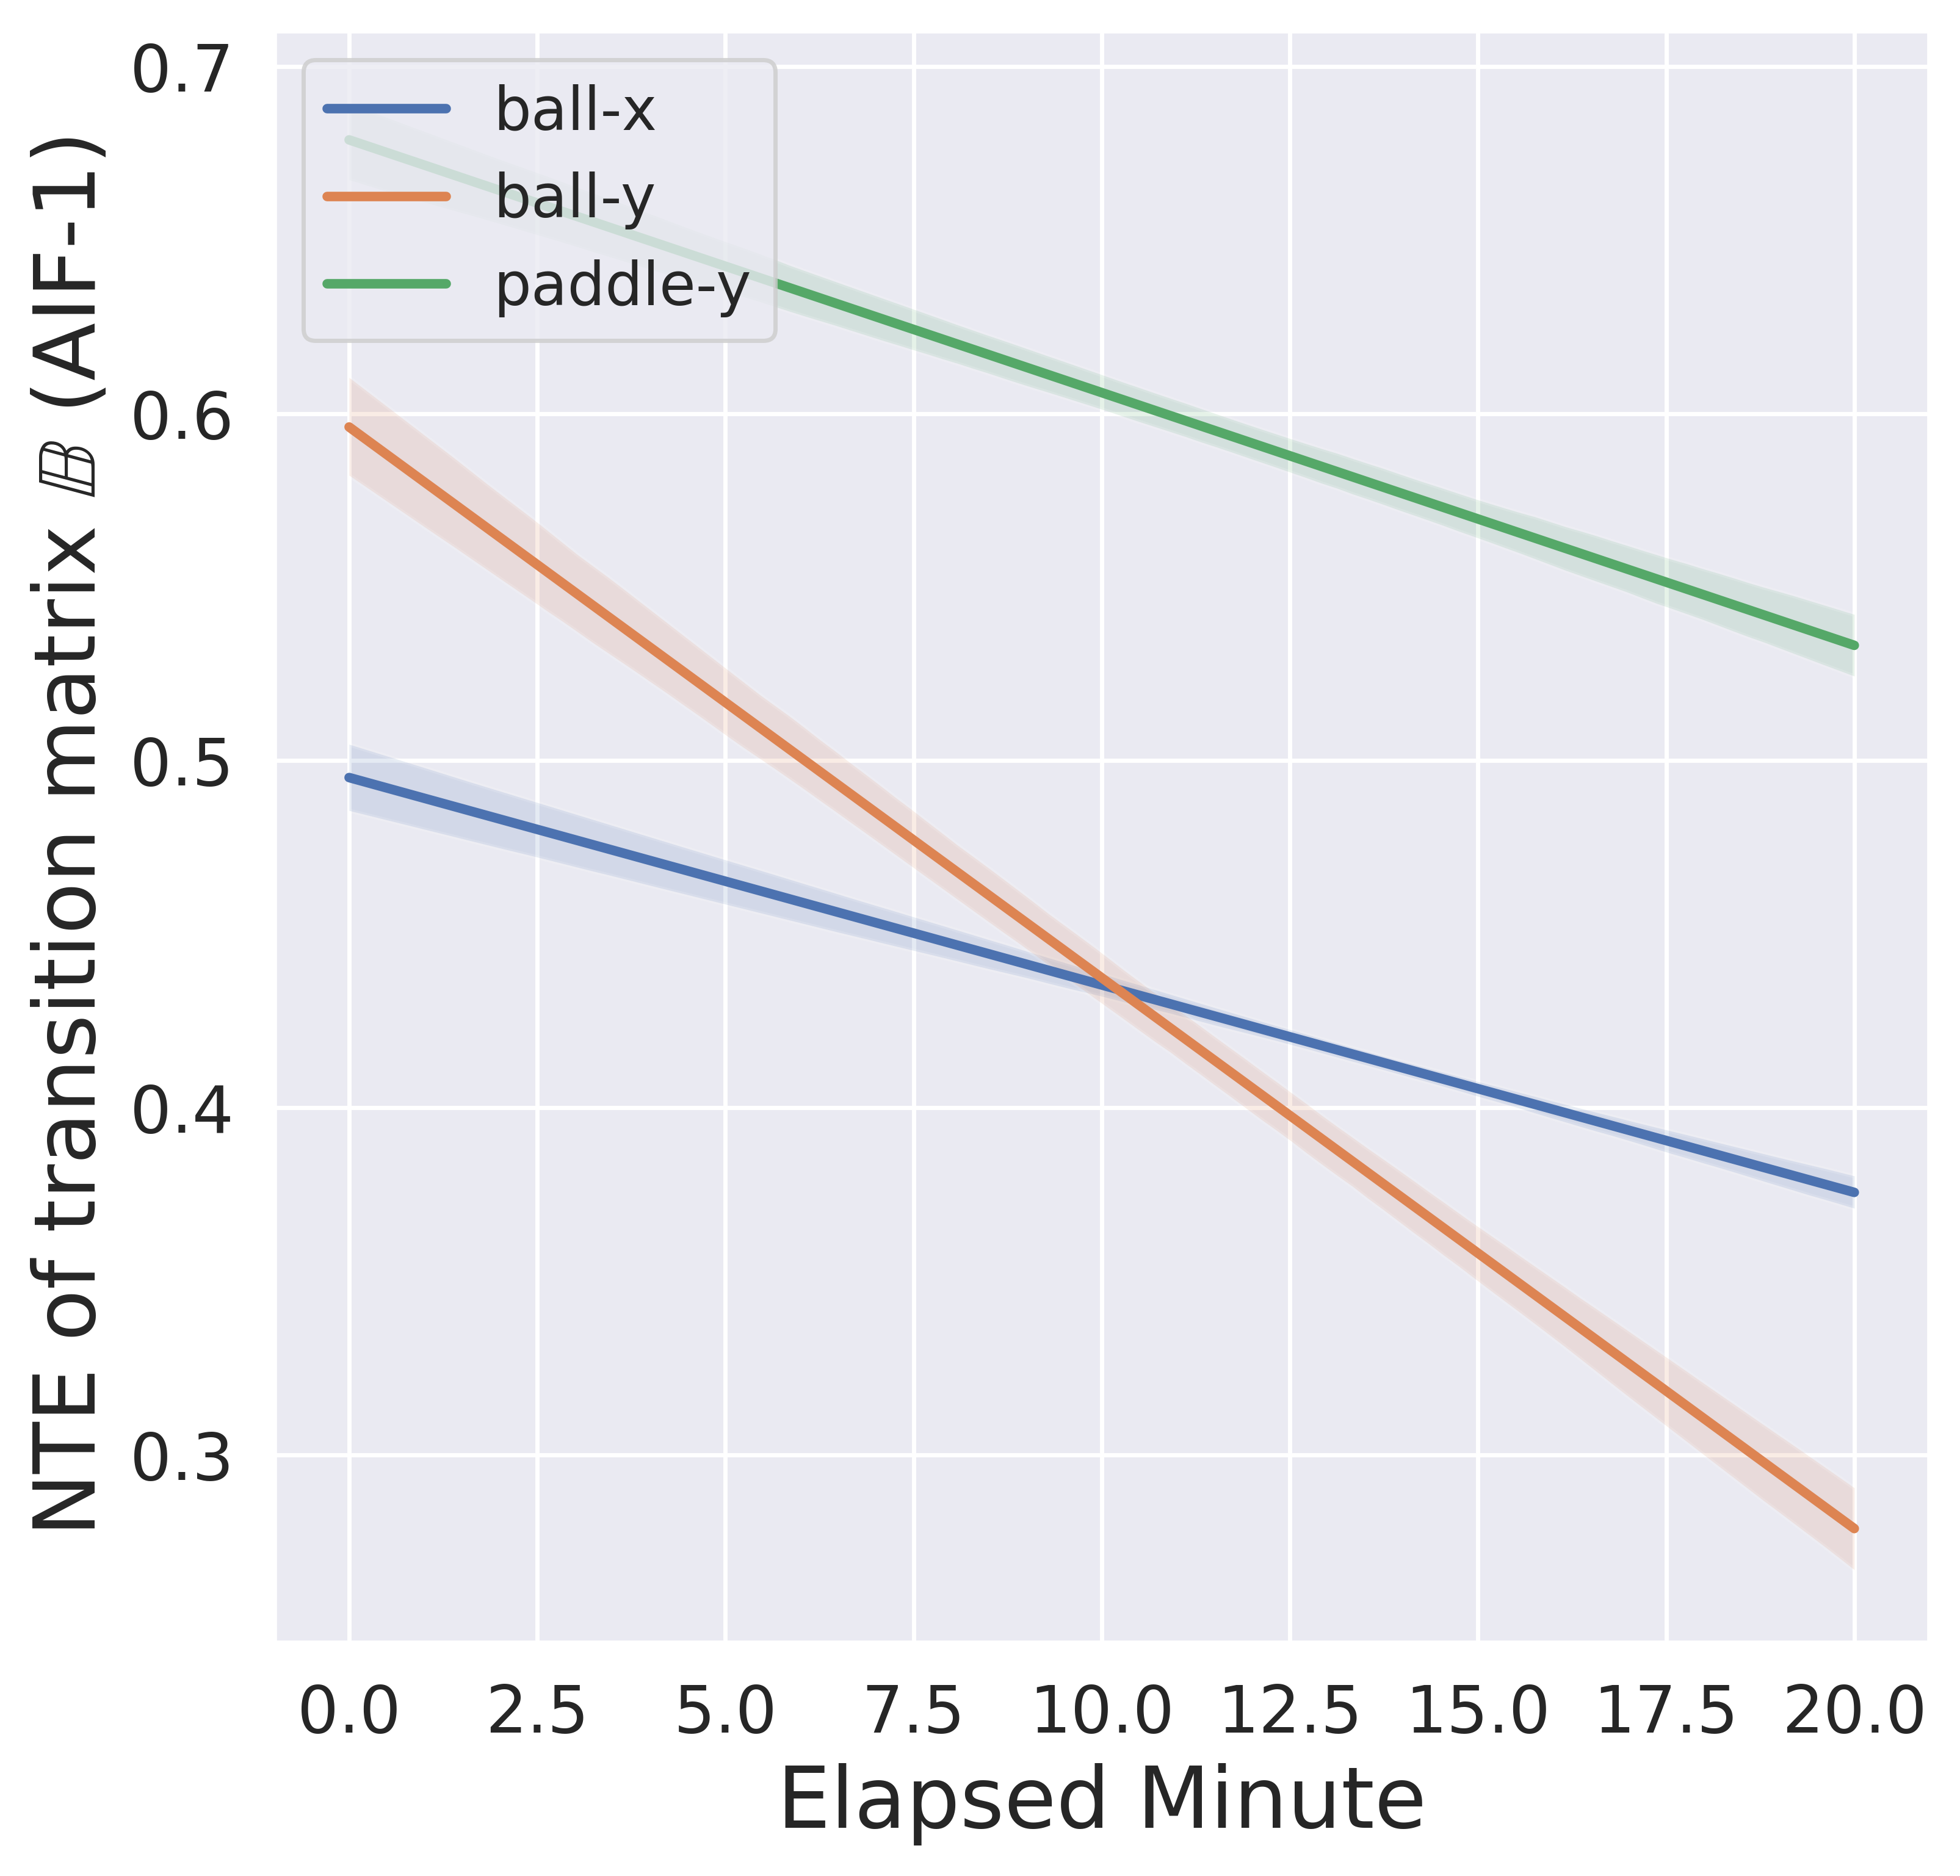 NTE of transition matrix 𝔹 (AIF-1)
0.7
0.6
0.5
0.4
0.3
ball-x
ball-y
paddle-y
0.0 2.5 5.0 7.5 10.0 12.5 15.0 17.5 20.0
Elapsed Minute